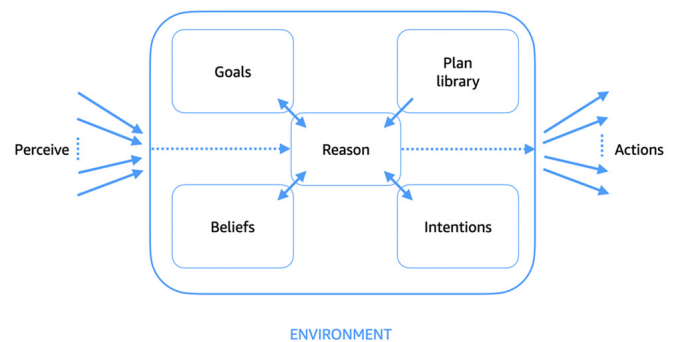 Goals
Plan
library
Perceive
Reason
Actions
Beliefs
Intentions
ENVIRONMENT